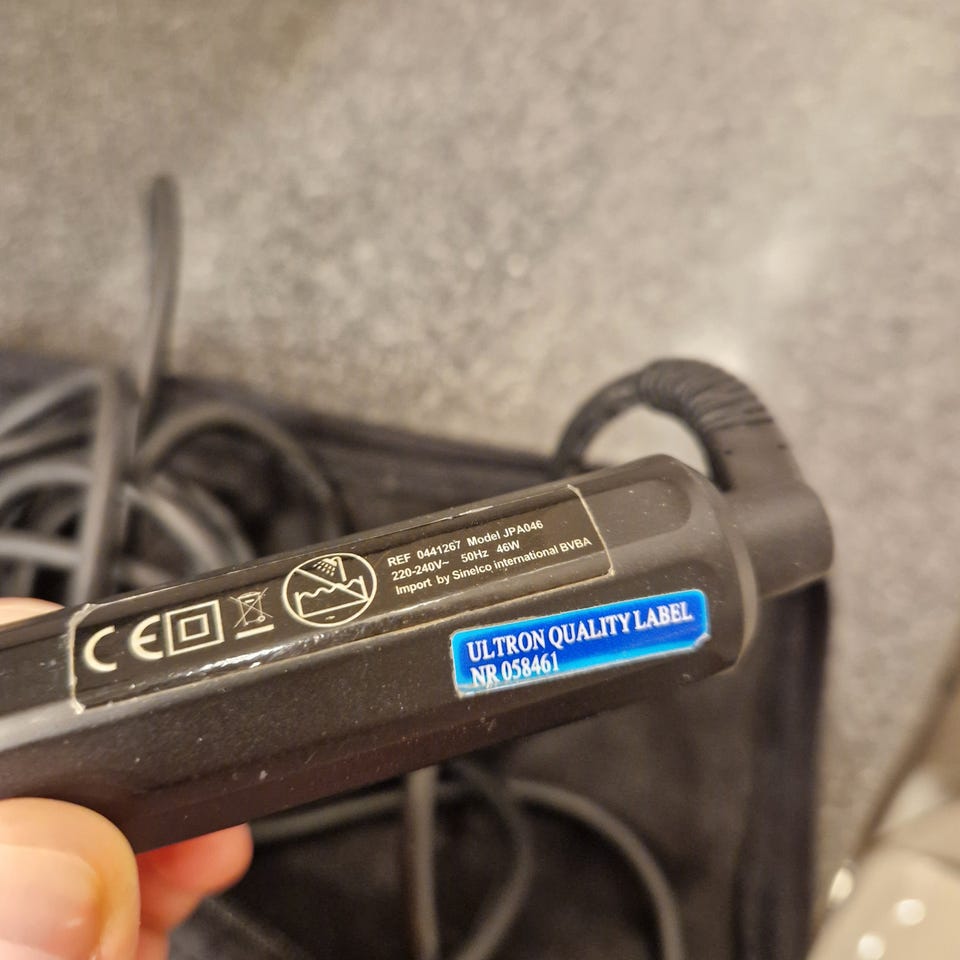 CE
REF 0441267 Model JPA046
220-240V~ 50Hz 46W
Import by Sinelco international BVBA
ULTRON QUALITY LABEL
NR 058461